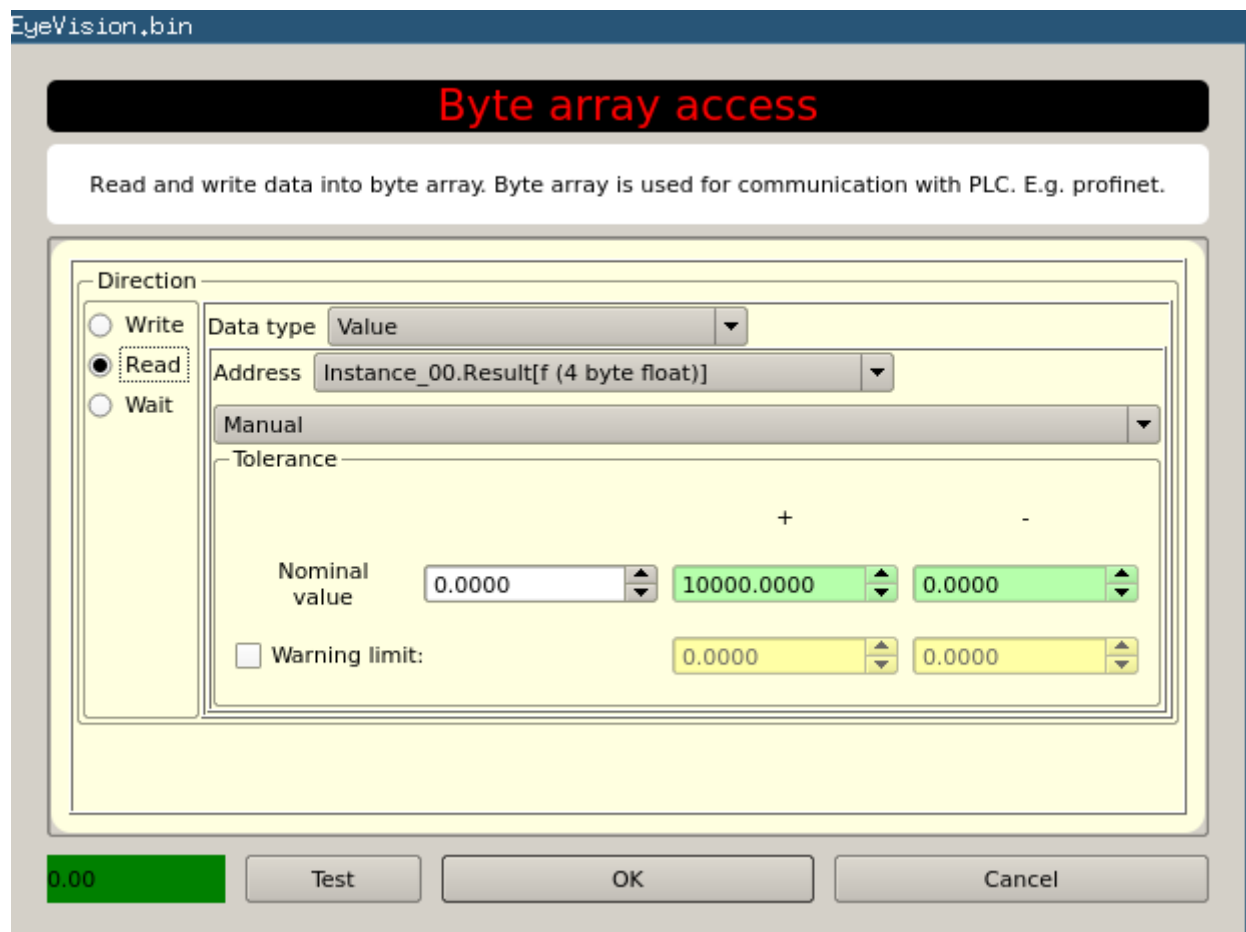 EyeVision.bin
Byte array access
Read and write data into byte array. Byte array is used for communication with PLC. E.g. profinet.
Direction
Write
Read
Wait
Data type Value
Address Instance_00.Result[f (4 byte float)]
Manual
Tolerance
+ -
Nominal
value
0.0000 10000.0000 0.0000
Warning limit: 0.0000 0.0000
0.00 Test OK Cancel